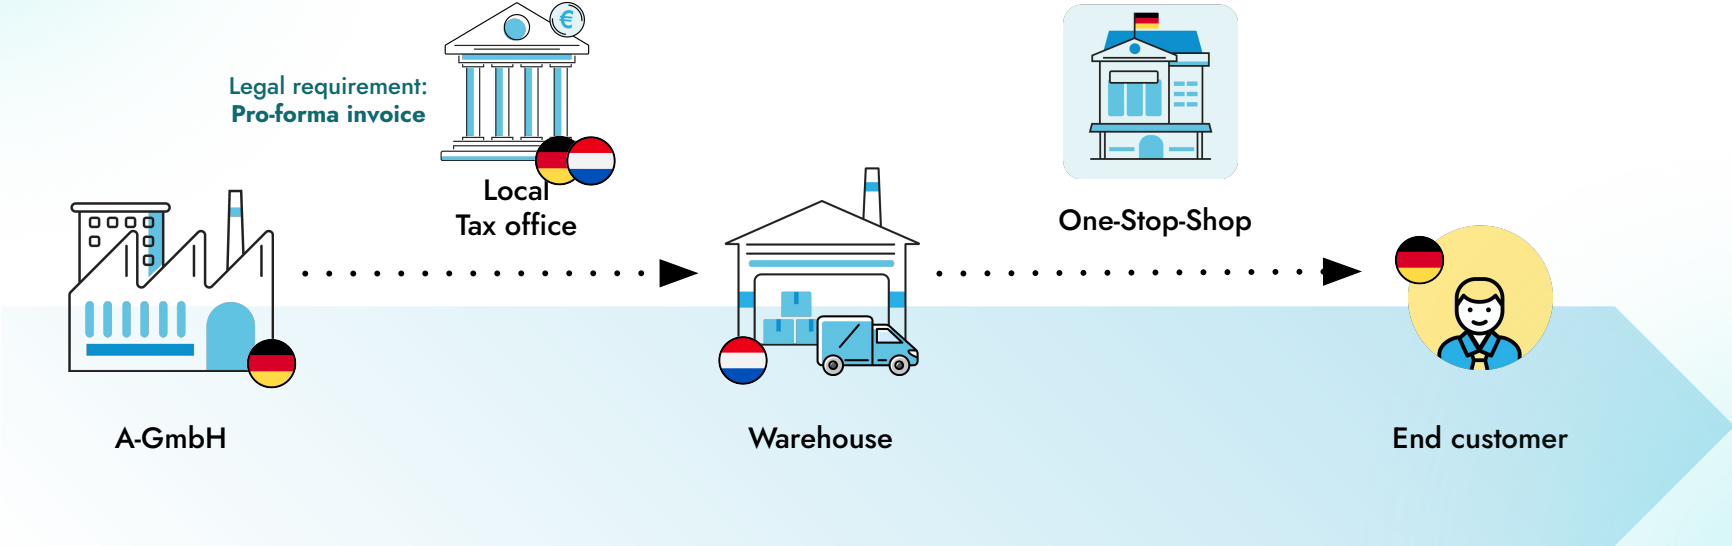 Legal requirement:
Pro-forma invoice
€
Local
Tax office
One-Stop-Shop
A-GmbH
Warehouse
End customer